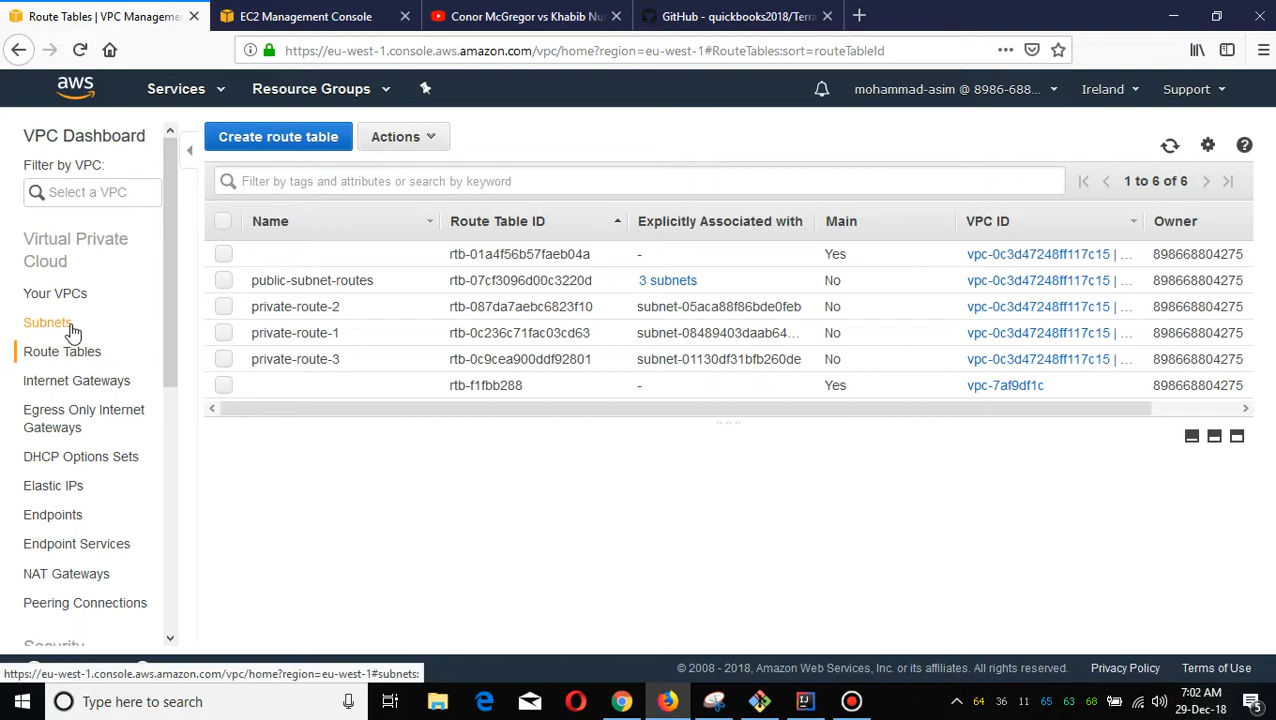 Route Tables | VPC Manageme
EC2 Management Console
Conor McGregor vs Khabib Nu
GitHub - quickbooks2018/Terra
https://eu-west-1.console.aws.amazon.com/vpc/home?region=eu-west-1#RouteTables:sort=routeTableId
aws
Services
Resource Groups
mohammad-asim @ 8986-688...
Ireland
Support
VPC Dashboard
Filter by VPC:
Select a VPC
Virtual Private
Cloud
Your VPCs
Subnets
Route Tables
Internet Gateways
Egress Only Internet
Gateways
DHCP Options Sets
Elastic IPs
Endpoints
Endpoint Services
NAT Gateways
Peering Connections
Security
Create route table
Actions
Filter by tags and attributes or search by keyword
1 to 6 of 6
Name Route Table ID Explicitly Associated with Main VPC ID Owner
rtb-01a4f56b57faeb04a - Yes vpc-0c3d47248ff117c15 | ... 898668804275
public-subnet-routes rtb-07cf3096d00c3220d 3 subnets No vpc-0c3d47248ff117c15 | ... 898668804275
private-route-2 rtb-087da7aebc6823f10 subnet-05aca88f86bde0feb No vpc-0c3d47248ff117c15 | ... 898668804275
private-route-1 rtb-0c236c71fac03cd63 subnet-08489403daab64... No vpc-0c3d47248ff117c15 | ... 898668804275
private-route-3 rtb-0c9cea900ddf92801 subnet-01130df31bfb260de No vpc-0c3d47248ff117c15 | ... 898668804275
rtb-f1fbb288 - Yes vpc-7af9df1c 898668804275
https://eu-west-1.console.aws.amazon.com/vpc/home?region=eu-west-1#subnets:
© 2008 - 2018, Amazon Web Services, Inc. or its affiliates. All rights reserved.
Privacy Policy
Terms of Use
Type here to search
64 36 11 65 63 68
7:02 AM
29-Dec-18
5